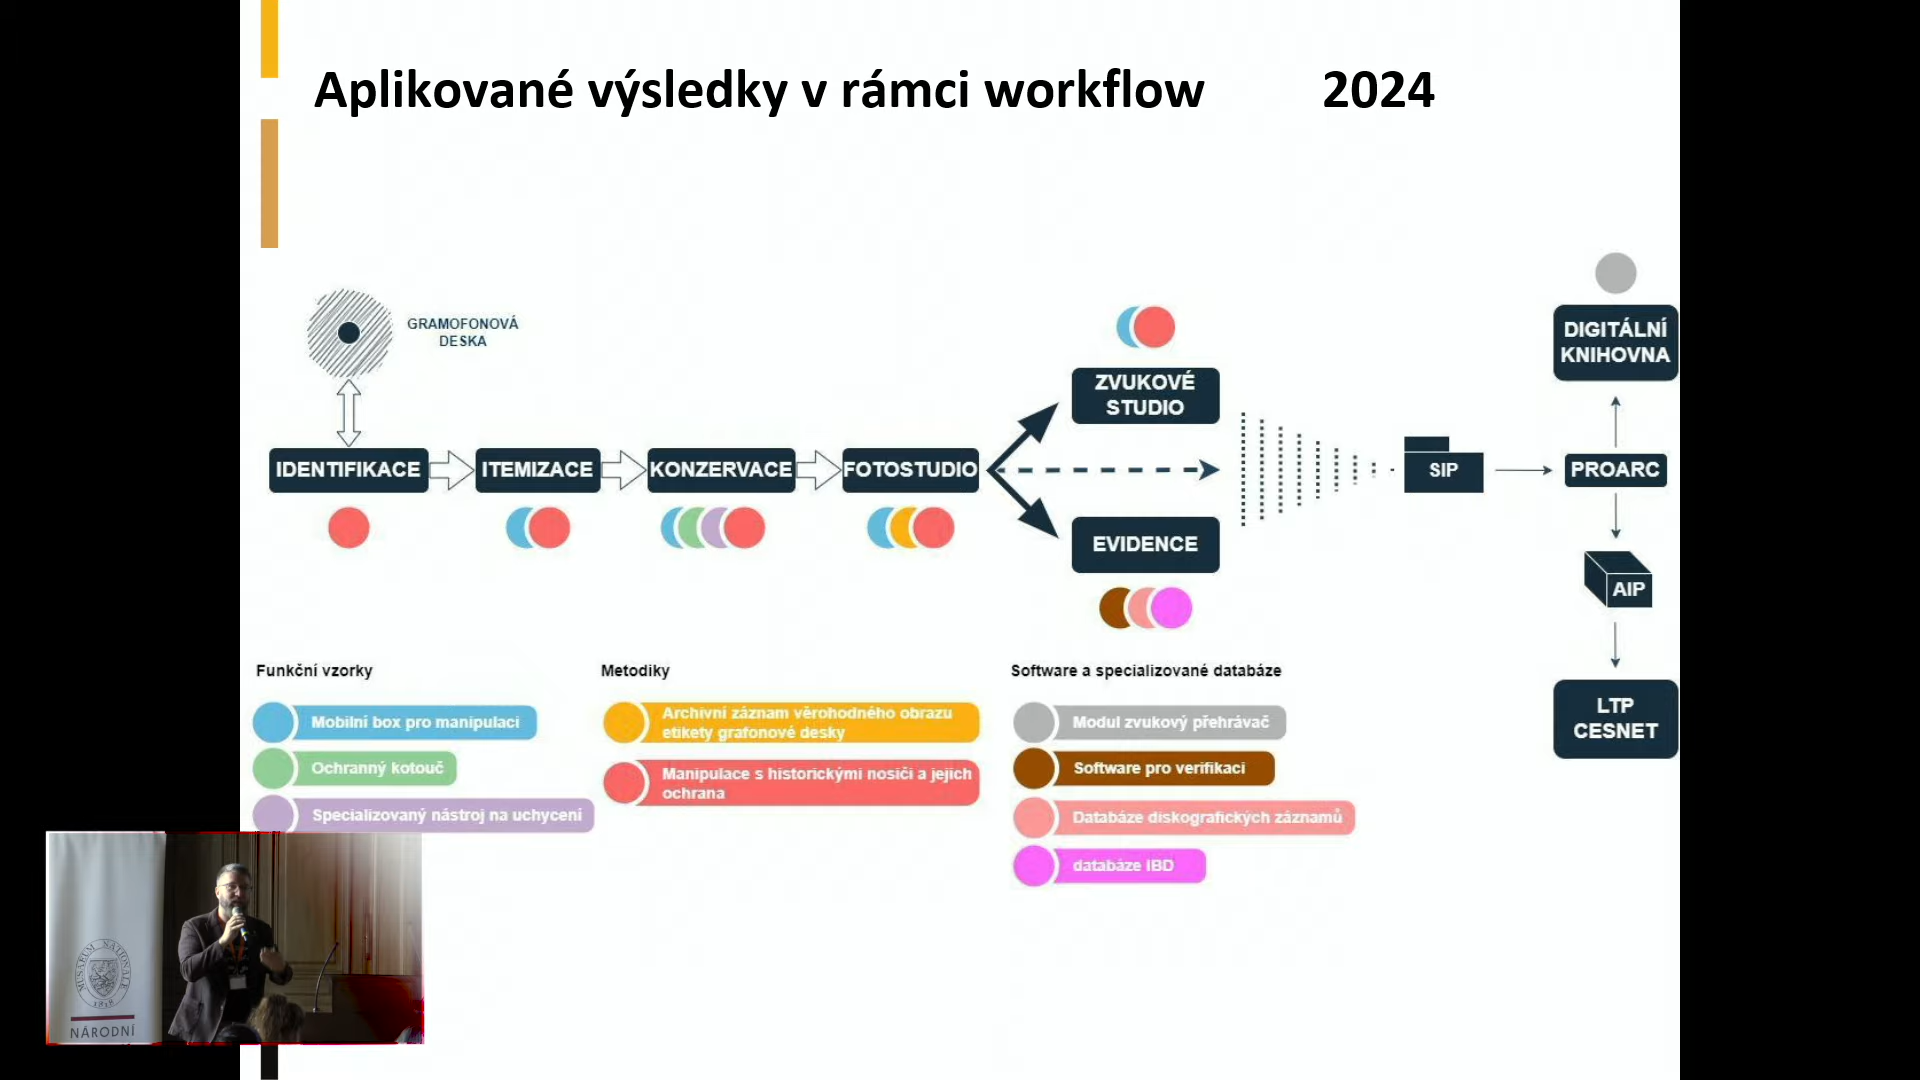 Aplikované výsledky v rámci workflow 2024
GRAMOFONOVÁ
DESKA
IDENTIFIKACE
ITEMIZACE
KONZERVACE
FOTOSTUDIO
ZVUKOVÉ
STUDIO
EVIDENCE
SIP
PROARC
DIGITÁLNÍ
KNIHOVNA
AIP
LTP
CESNET
Funkční vzorky
Mobilní box pro manipulaci
Ochranný kotouč
Specializovaný nástroj na uchycení
Metodiky
Archivní záznam věrohodného obrazu
etikety grafonové desky
Manipulace s historickými nosiči a jejich
ochrana
Software a specializované databáze
Modul zvukový přehrávač
Software pro verifikaci
Databáze diskografických záznamů
databáze IBD
1818
NÁRODNÍ